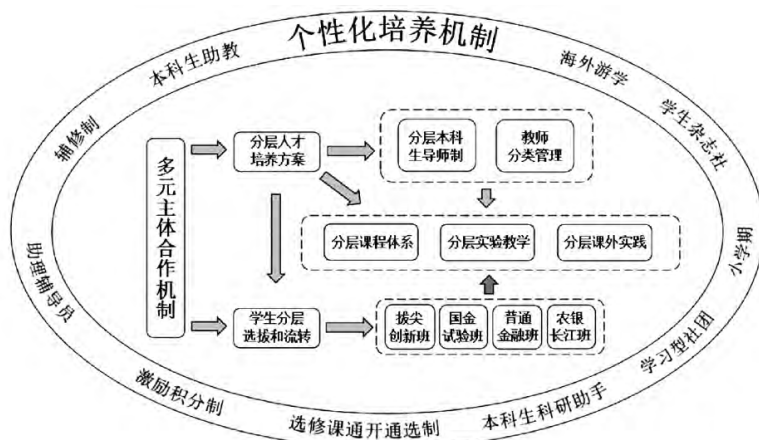 个性化培养机制
本科生助教
海外游学
辅修制
学生杂志社
分层人才
培养方案
分层本科
生导师制
教师
分类管理
多元主体合作机制
分层课程体系
分层实验教学
分层课外实践
助理辅导员
小学期
学生分层
选拔和流转
拔尖
创新班
国金
试验班
普通
金融班
农银
长江班
激励积分制
选修课通开通选制
本科生科研助手
学习型社团